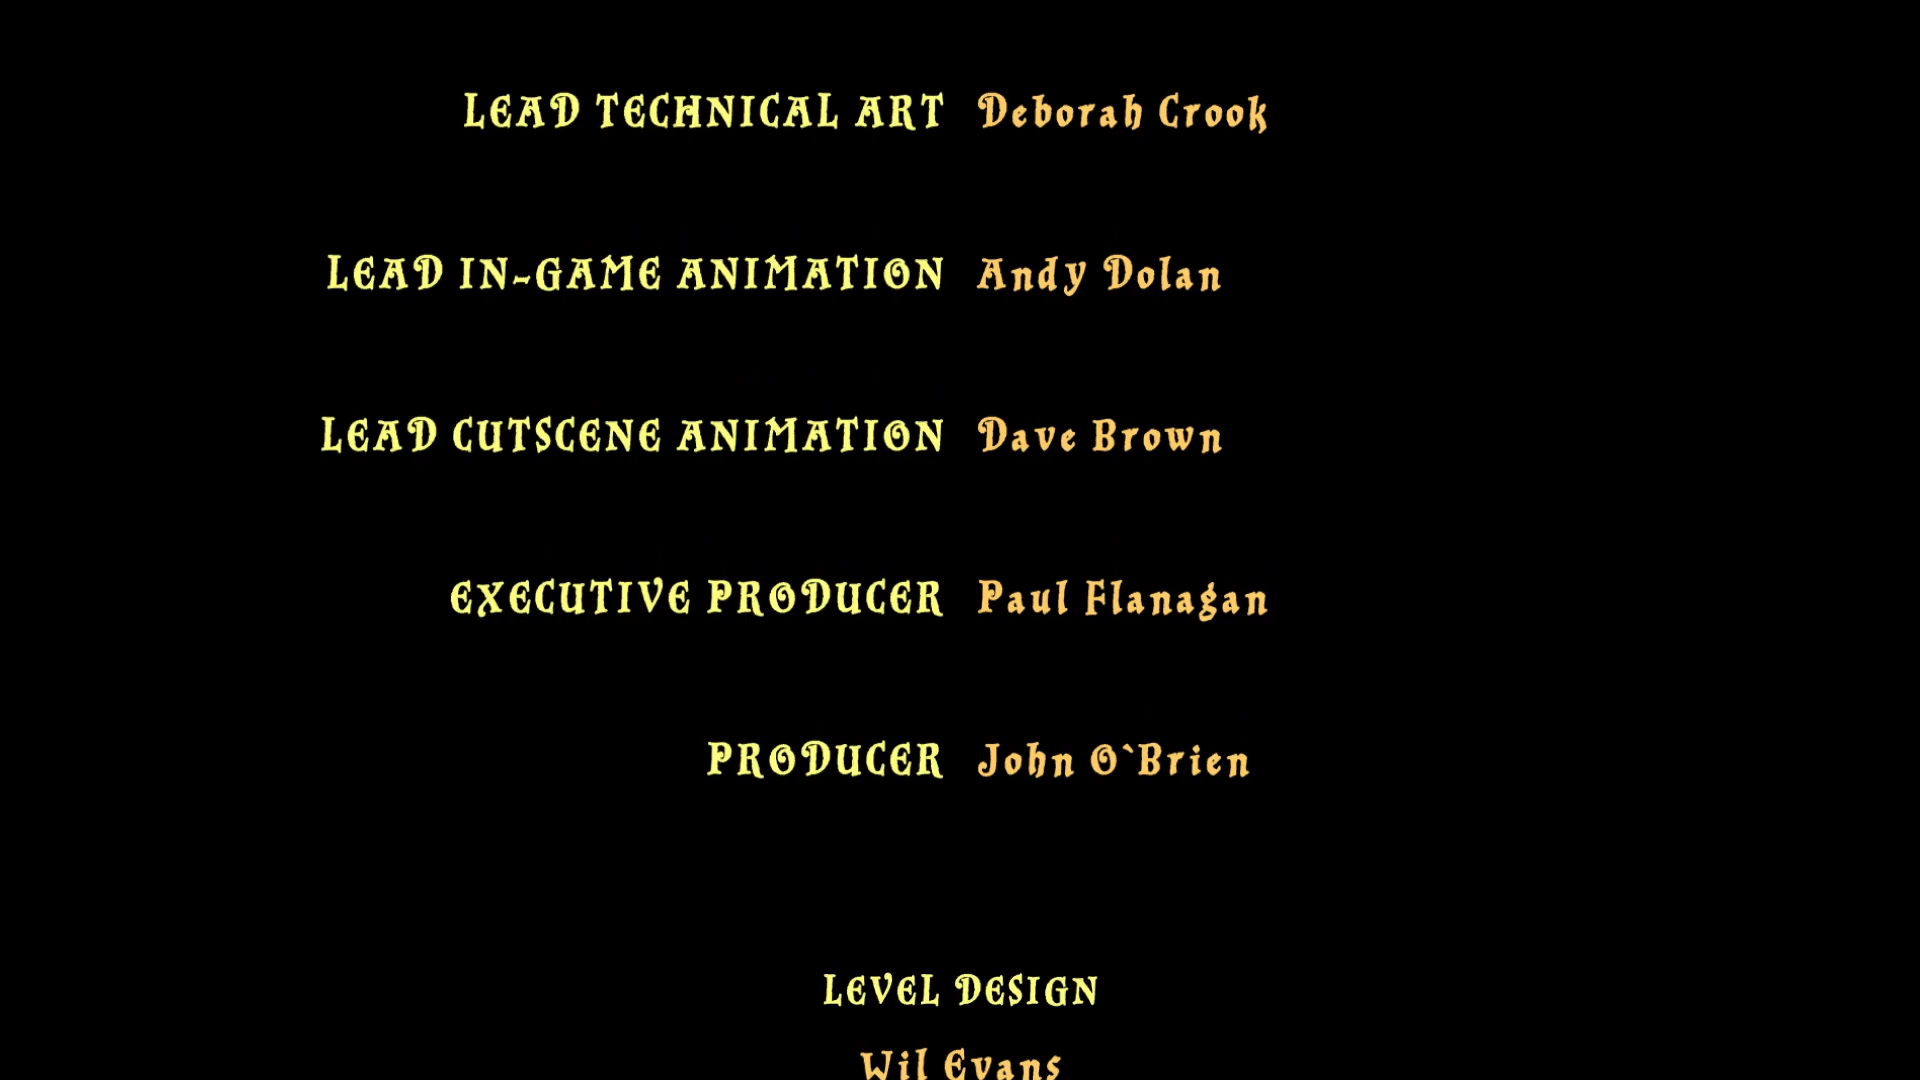 LEAD TECHNICAL ART Deborah Crook
LEAD IN-GAME ANIMATION Andy Dolan
LEAD CUTSCENE ANIMATION Dave Brown
EXECUTIVE PRODUCER Paul Flanagan
PRODUCER John O`Brien
LEVEL DESIGN
Wil Evans